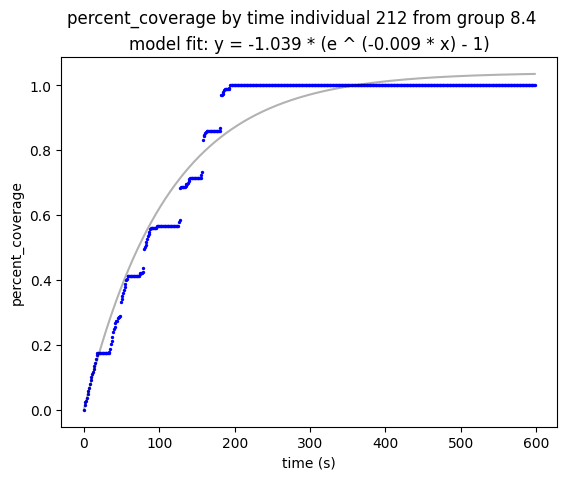 percent_coverage by time individual 212 from group 8.4
model fit: y = -1.039 * (e ^ (-0.009 * x) - 1)
1.0
0.8
0.6
0.4
0.2
0.0
percent_coverage
0 100 200 300 400 500 600
time (s)